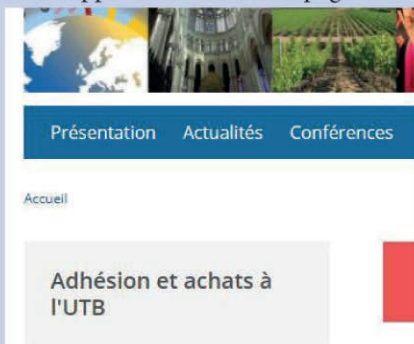 Présentation Actualités Conférences
Accueil
Adhésion et achats à
l'UTB